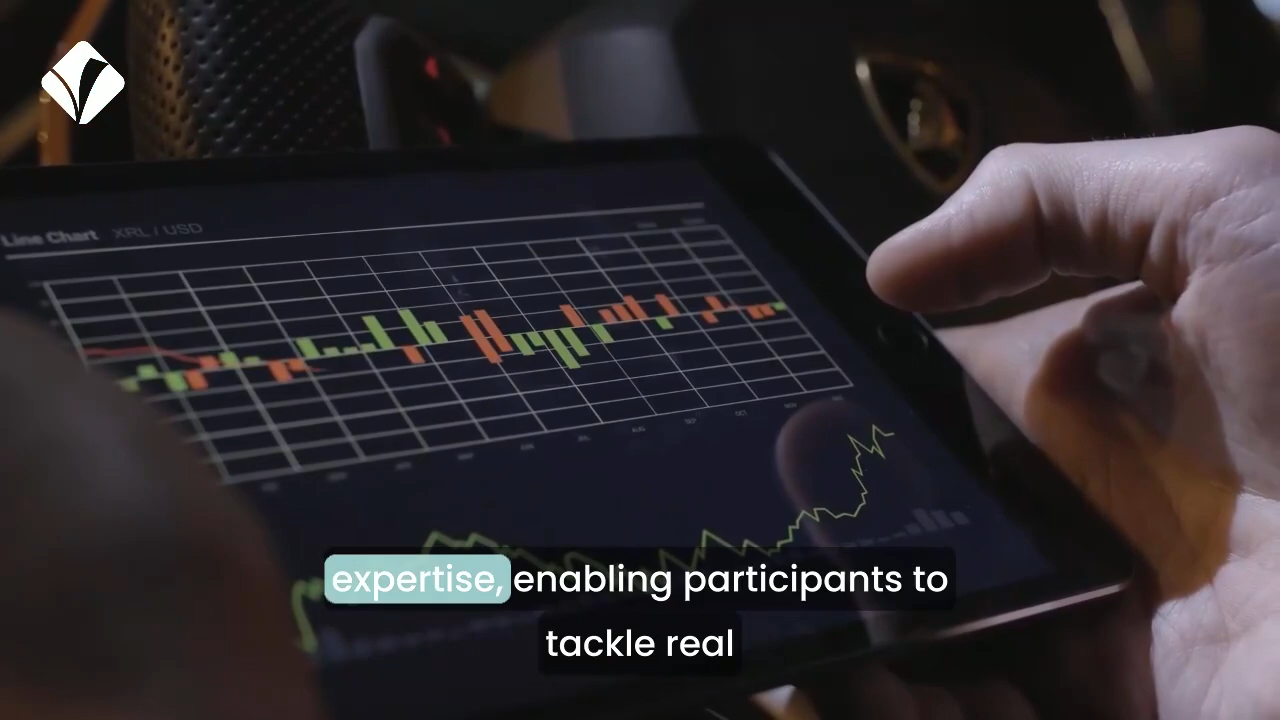 Line Chart XRL / USD
expertise, enabling participants to
tackle real